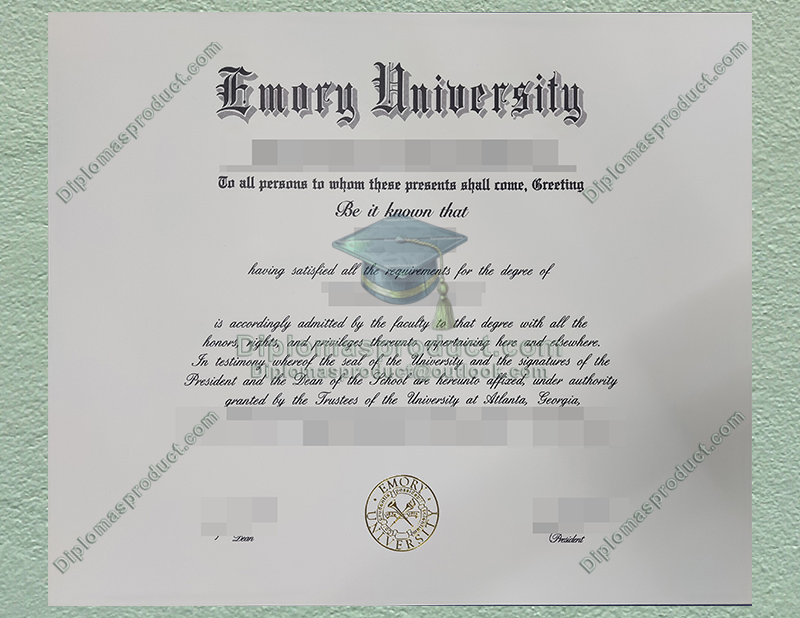 Emory University
To all persons to whom these presents shall come, Greeting
Be it known that
having satisfied all the requirements for the degree of
is accordingly admitted by the faculty to that degree with all the
honors, rights, and privileges thereunto appertaining here and elsewhere.
In testimony whereof the seal of the University and the signatures of the
President and the Dean of the School are hereunto affixed, under authority
granted by the Trustees of the University at Atlanta, Georgia,
EMORY
UNIVERSITY
Dean
President
Diplomasproduct.com
Diplomasproduct.com
Diplomasproduct.com
Diplomasproduct@outlook.com
Diplomasproduct.com
Diplomasproduct.com